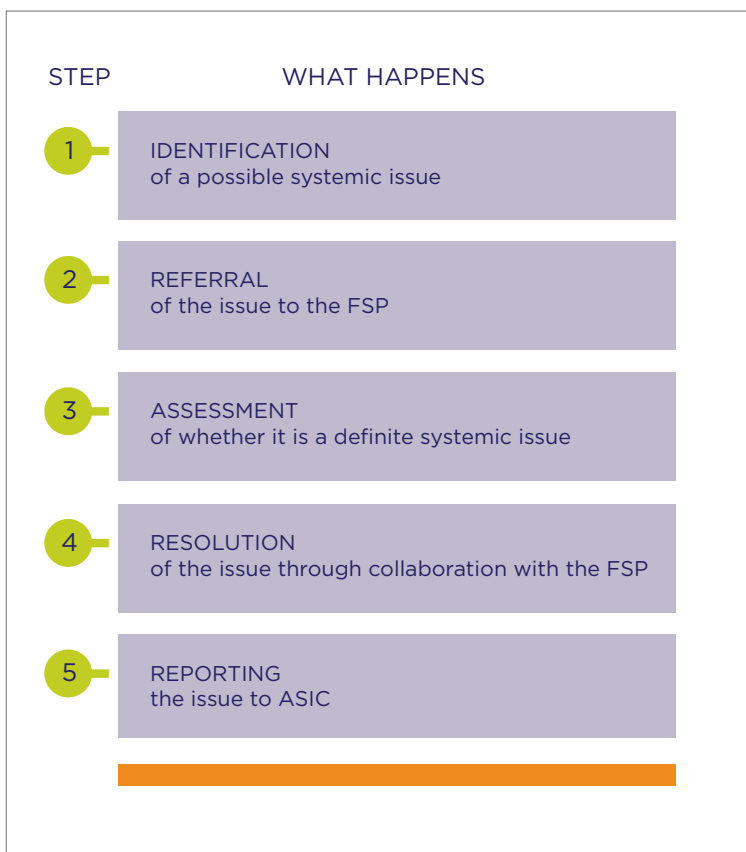 STEP WHAT HAPPENS
1 IDENTIFICATION
of a possible systemic issue
2 REFERRAL
of the issue to the FSP
3 ASSESSMENT
of whether it is a definite systemic issue
4 RESOLUTION
of the issue through collaboration with the FSP
5 REPORTING
the issue to ASIC